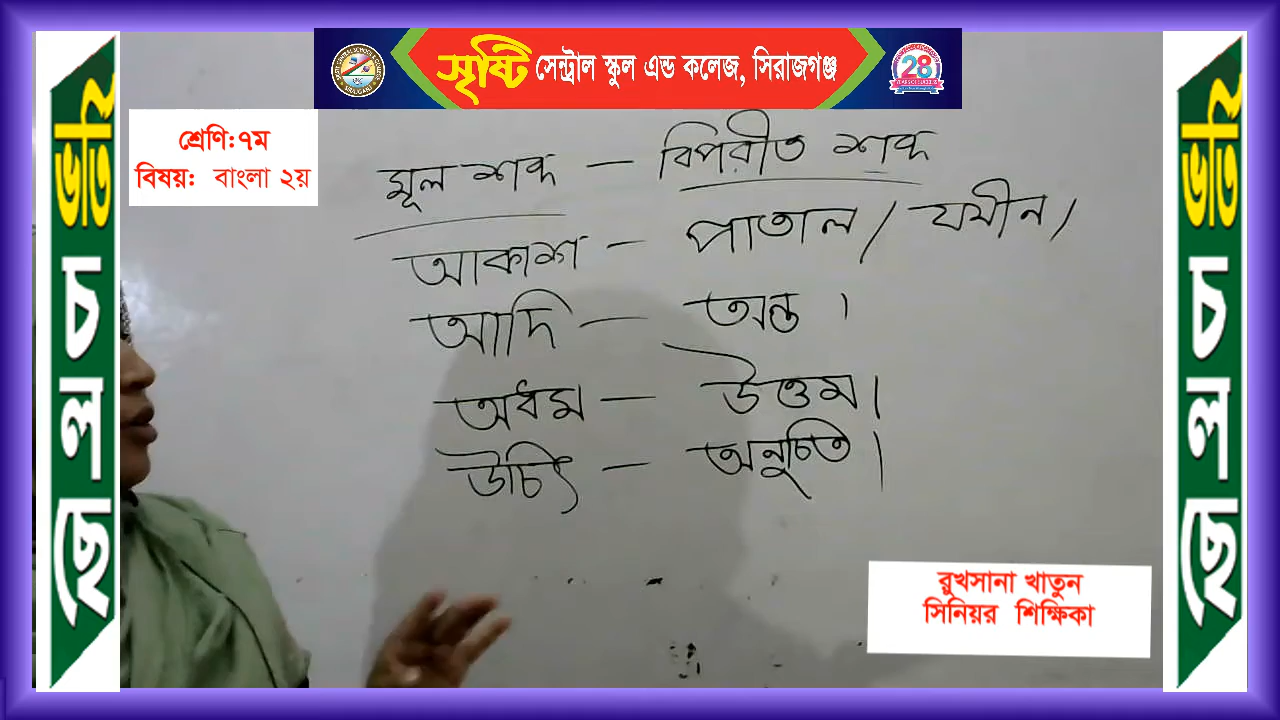 সৃষ্টি সেন্ট্রাল স্কুল এন্ড কলেজ, সিরাজগঞ্জ
28
শ্রেণি:৭ম
বিষয়: বাংলা ২য়
ভর্তি চলছে
মূল শব্দ — বিপরীত শব্দ
আকাশ — পাতাল / যমীন /
আদি — অন্ত ।
অধম — উত্তম।
উচিৎ — অনুচিত ।
রুখসানা খাতুন
সিনিয়র শিক্ষিকা
ভর্তি চলছে